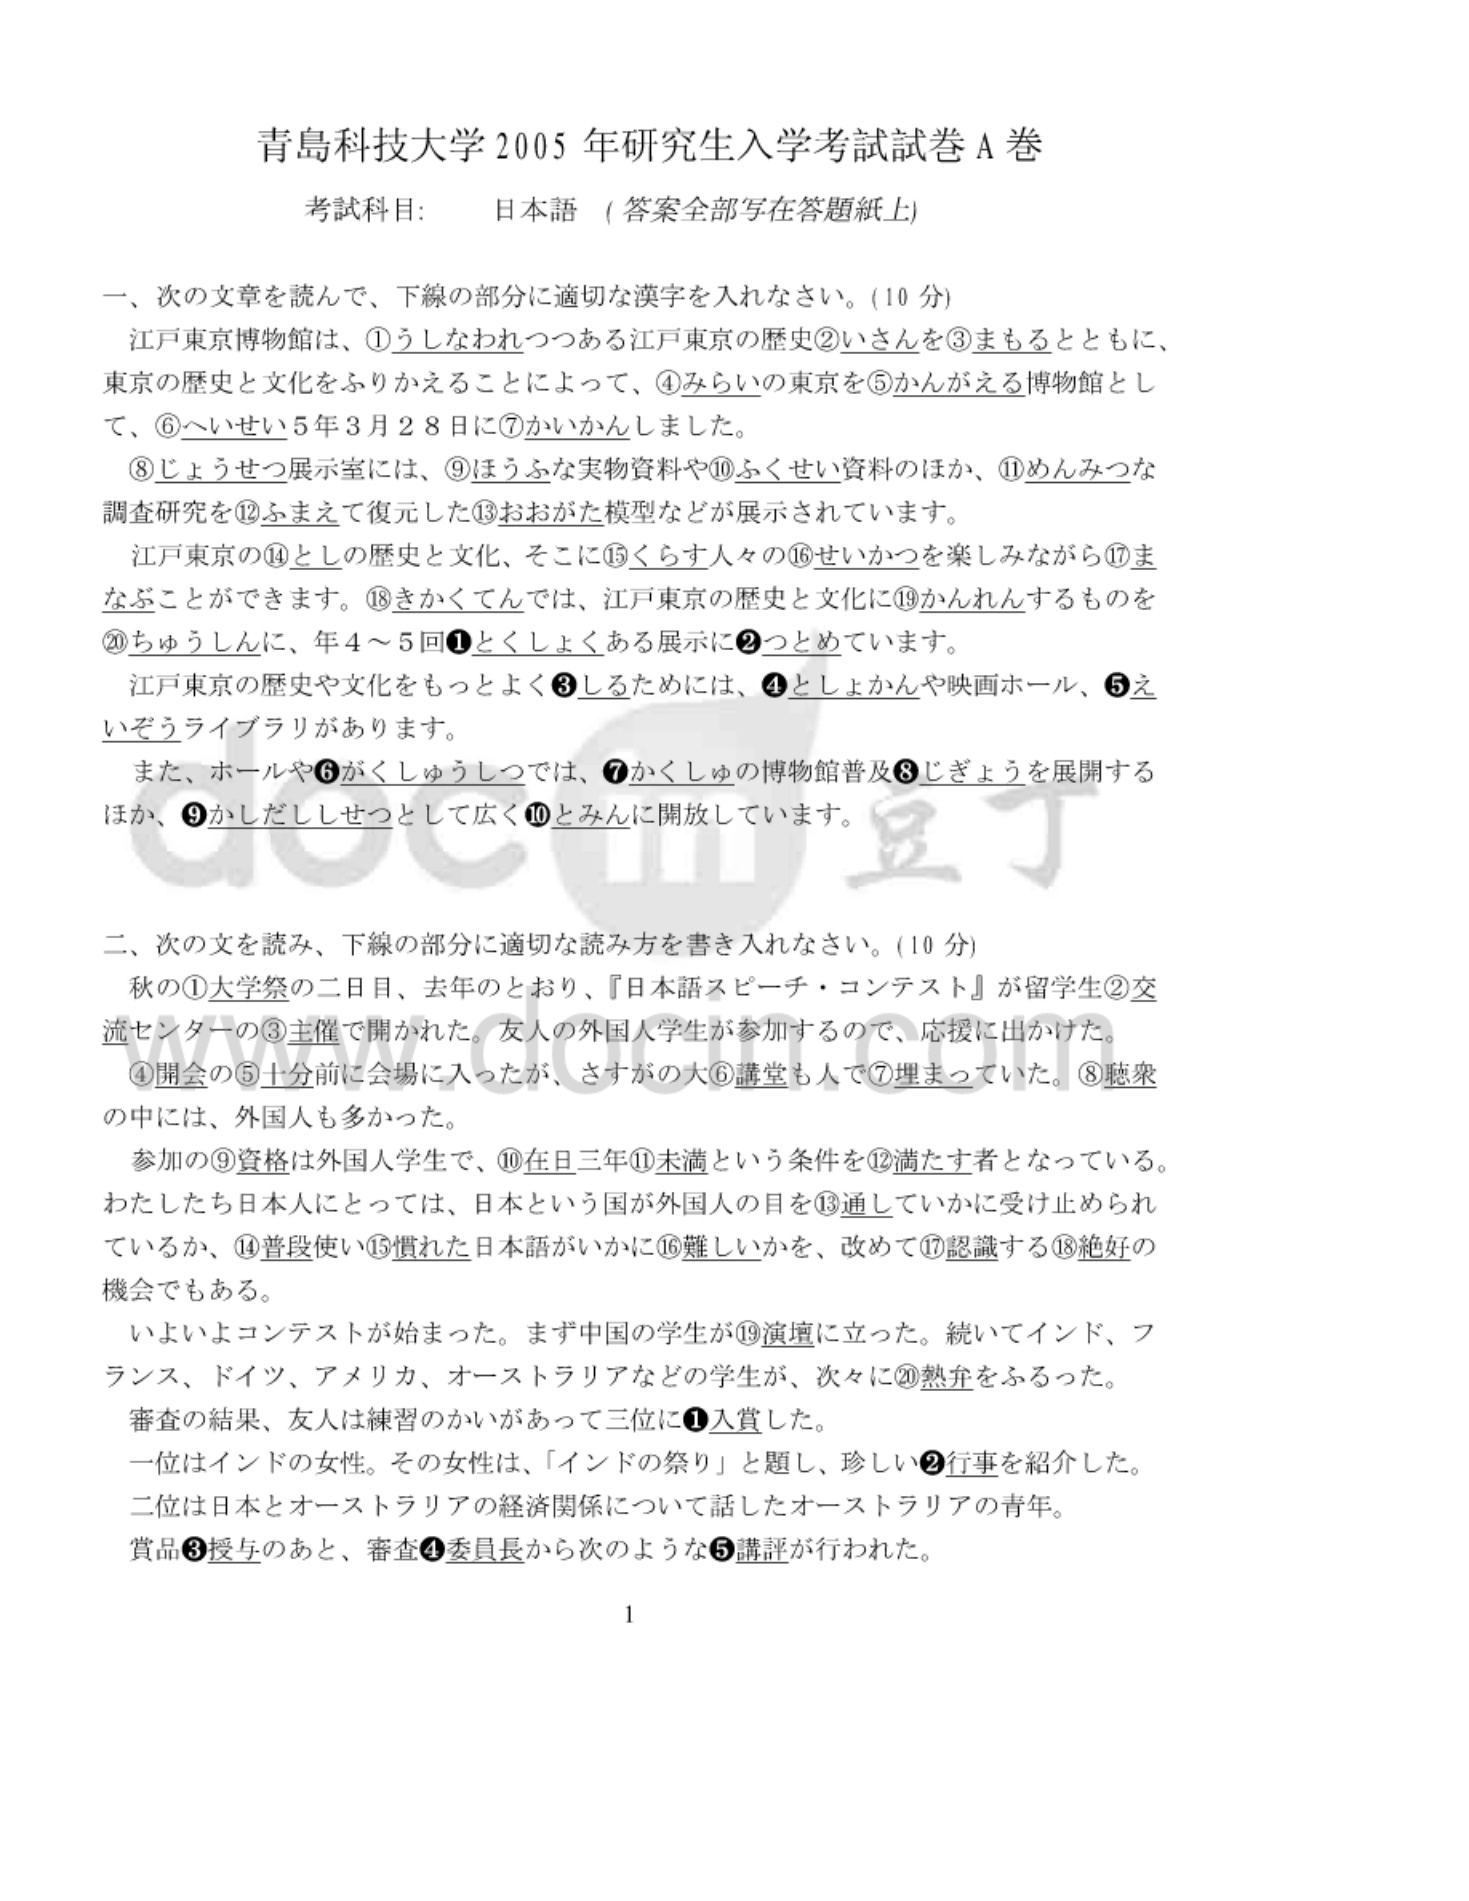 青島科技大学 2005 年研究生入学考試試巻 A 巻
考試科目: 日本語 (答案全部写在答題紙上)
一、次の文章を読んで、下線の部分に適切な漢字を入れなさい。(10 分)
江戸東京博物館は、①うしなわれつつある江戸東京の歴史②いさんを③まもるとともに、
東京の歴史と文化をふりかえることによって、④みらいの東京を⑤かんがえる博物館とし
て、⑥へいせい５年３月２８日に⑦かいかんしました。
⑧じょうせつ展示室には、⑨ほうふな実物資料や⑩ふくせい資料のほか、⑪めんみつな
調査研究を⑫ふまえて復元した⑬おおがた模型などが展示されています。
江戸東京の⑭としの歴史と文化、そこに⑮くらす人々の⑯せいかつを楽しみながら⑰ま
なぶことができます。⑱きかくてんでは、江戸東京の歴史と文化に⑲かんれんするものを
⑳ちゅうしんに、年４～５回❶とくしょくある展示に❷つとめています。
江戸東京の歴史や文化をもっとよく❸しるためには、❹としょかんや映画ホール、❺え
いぞうライブラリがあります。
また、ホールや❻がくしゅうしつでは、❼かくしゅの博物館普及❽じぎょうを展開する
ほか、❾かしだししせつとして広く❿とみんに開放しています。
docin 豆丁
二、次の文を読み、下線の部分に適切な読み方を書き入れなさい。(10 分)
秋の①大学祭の二日目、去年のとおり、『日本語スピーチ・コンテスト』が留学生②交
流センターの③主催で開かれた。友人の外国人学生が参加するので、応援に出かけた。
www.docin.com
④開会の⑤十分前に会場に入ったが、さすがの大⑥講堂も人で⑦埋まっていた。⑧聴衆
の中には、外国人も多かった。
参加の⑨資格は外国人学生で、⑩在日三年⑪未満という条件を⑫満たす者となっている。
わたしたち日本人にとっては、日本という国が外国人の目を⑬通していかに受け止められ
ているか、⑭普段使い⑮慣れた日本語がいかに⑯難しいかを、改めて⑰認識する⑱絶好の
機会でもある。
いよいよコンテストが始まった。まず中国の学生が⑲演壇に立った。続いてインド、フ
ランス、ドイツ、アメリカ、オーストラリアなどの学生が、次々に⑳熱弁をふるった。
審査の結果、友人は練習のかいがあって三位に❶入賞した。
一位はインドの女性。その女性は、「インドの祭り」と題し、珍しい❷行事を紹介した。
二位は日本とオーストラリアの経済関係について話したオーストラリアの青年。
賞品❸授与のあと、審査❹委員長から次のような❺講評が行われた。
1